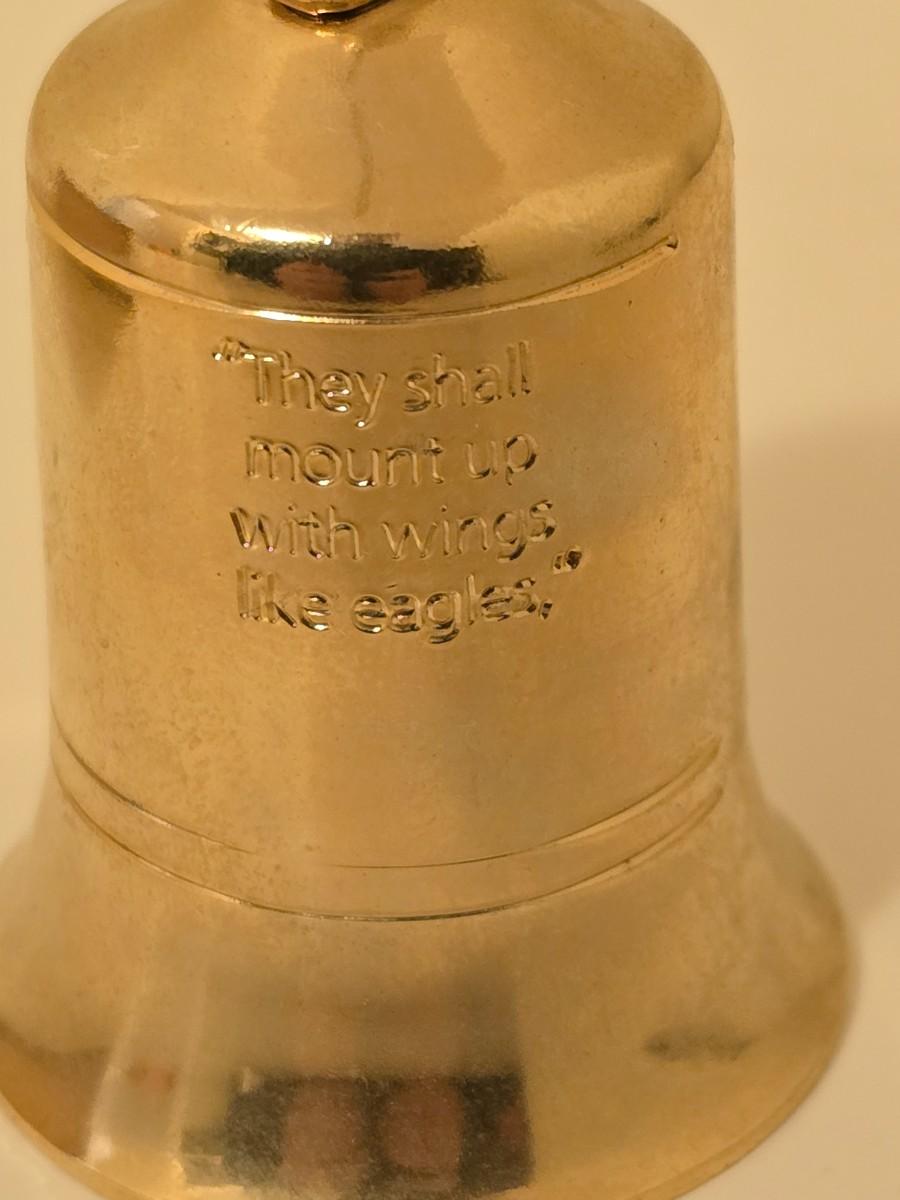 “They shall
mount up
with wings
like eagles,“